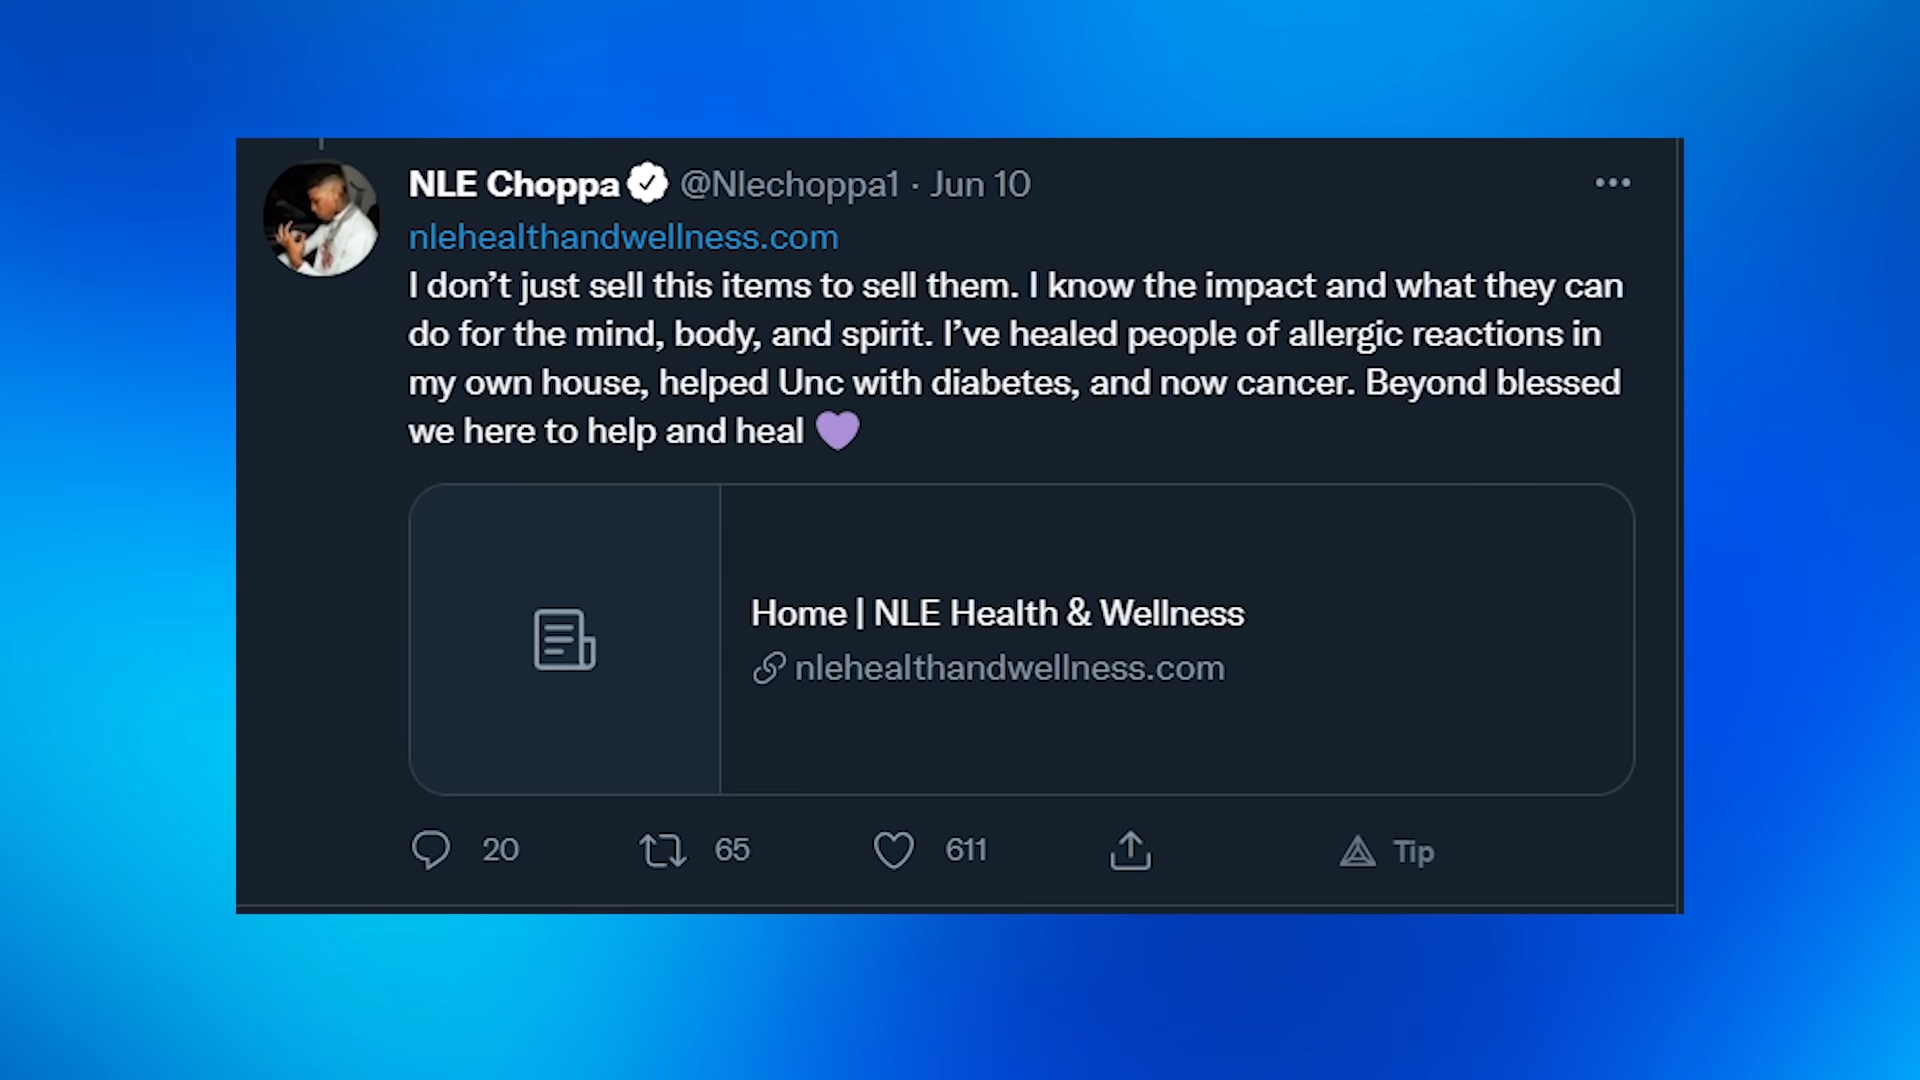 NLE Choppa @Nlechoppa1 · Jun 10
nlehealthandwellness.com
I don’t just sell this items to sell them. I know the impact and what they can
do for the mind, body, and spirit. I’ve healed people of allergic reactions in
my own house, helped Unc with diabetes, and now cancer. Beyond blessed
we here to help and heal 💜
Home | NLE Health & Wellness
nlehealthandwellness.com
20 65 611 Tip